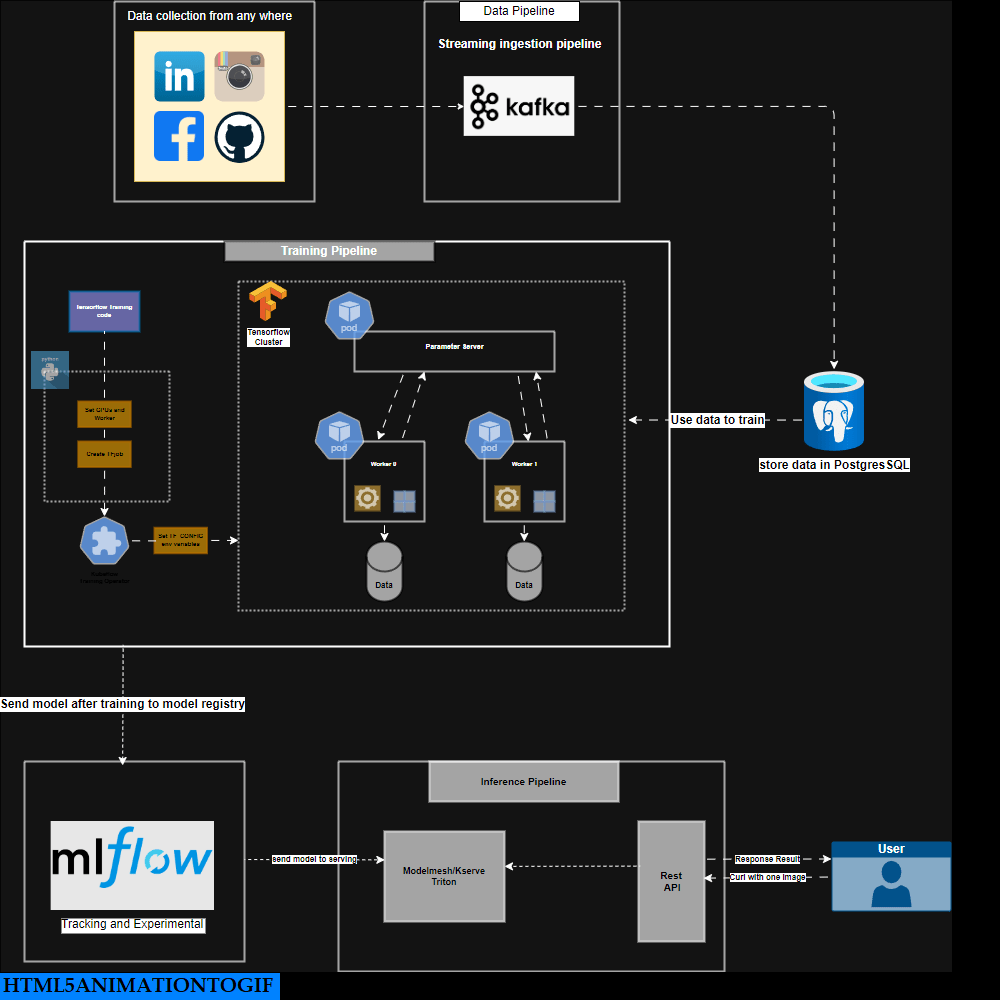 Data collection from any where
Data Pipeline
Streaming ingestion pipeline
in
kafka
Training Pipeline
Tensorflow Training
code
python
Set GPUs and
Worker
Create TFjob
Set TF_CONFIG
env variables
Kubeflow
Training Operator
Tensorflow
Cluster
pod
Parameter Server
pod
Worker 0
pod
Worker 1
Data
Data
Use data to train
store data in PostgresSQL
Send model after training to model registry
mlflow
Tracking and Experimental
send model to serving
Inference Pipeline
Modelmesh/Kserve
Triton
Rest
API
Response Result
Curl with one image
User
HTML5ANIMATIONTOGIF